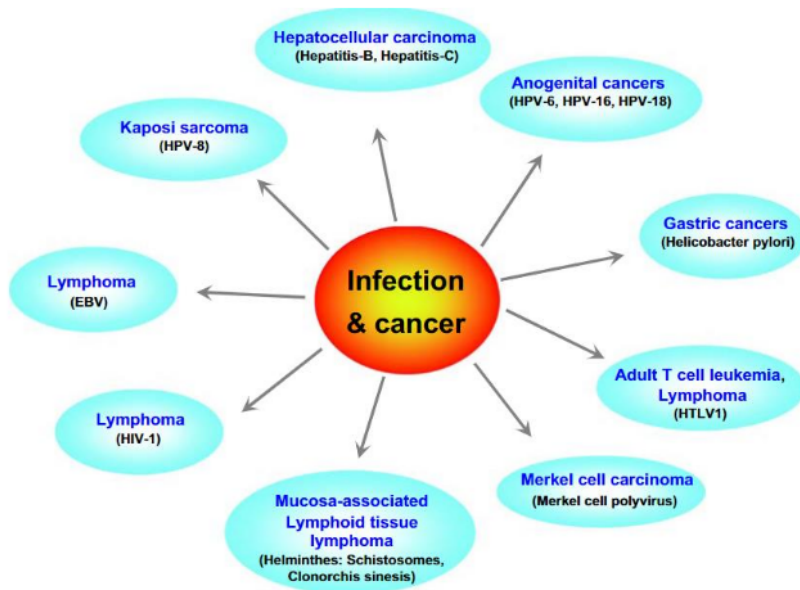 Hepatocellular carcinoma
(Hepatitis-B, Hepatitis-C)
Anogenital cancers
(HPV-6, HPV-16, HPV-18)
Kaposi sarcoma
(HPV-8)
Gastric cancers
(Helicobacter pylori)
Infection
& cancer
Lymphoma
(EBV)
Adult T cell leukemia,
Lymphoma
(HTLV1)
Lymphoma
(HIV-1)
Merkel cell carcinoma
(Merkel cell polyvirus)
Mucosa-associated
Lymphoid tissue
lymphoma
(Helminthes: Schistosomes,
Clonorchis sinesis)